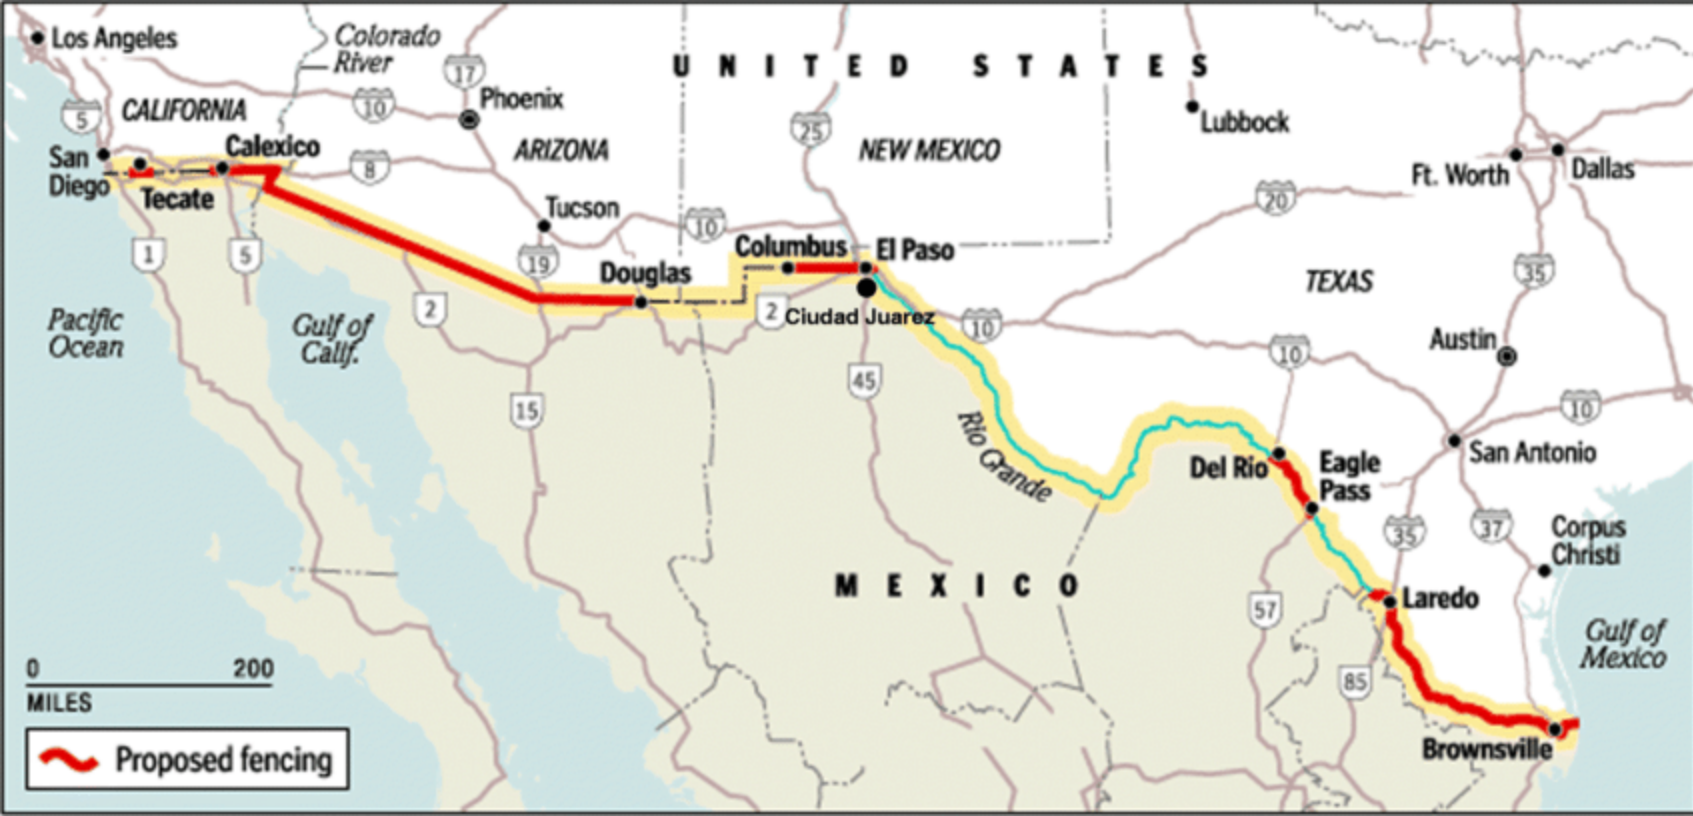 Los Angeles
Colorado
River
17
UNITED STATES
5
CALIFORNIA
10
Phoenix
25
Lubbock
San
Diego
Calexico
ARIZONA
NEW MEXICO
Ft. Worth
Dallas
Tecate
8
Tucson
10
20
1
5
19
Columbus
El Paso
35
Douglas
TEXAS
2
2
Ciudad Juarez
10
Pacific
Ocean
Gulf of
Calif.
Austin
10
45
15
10
Rio Grande
San Antonio
Del Rio
Eagle
Pass
35
37
Corpus
Christi
MEXICO
57
Laredo
Gulf of
Mexico
0 200
MILES
85
Brownsville
Proposed fencing